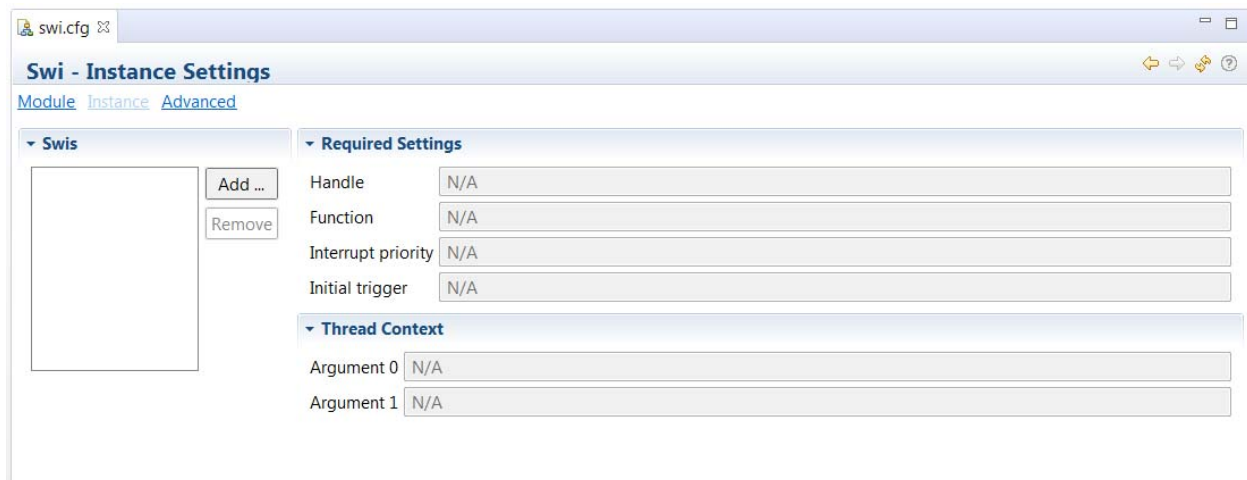 swi.cfg
Swi - Instance Settings
Module Instance Advanced
Swis
Add ...
Remove
Required Settings
Handle N/A
Function N/A
Interrupt priority N/A
Initial trigger N/A
Thread Context
Argument 0 N/A
Argument 1 N/A